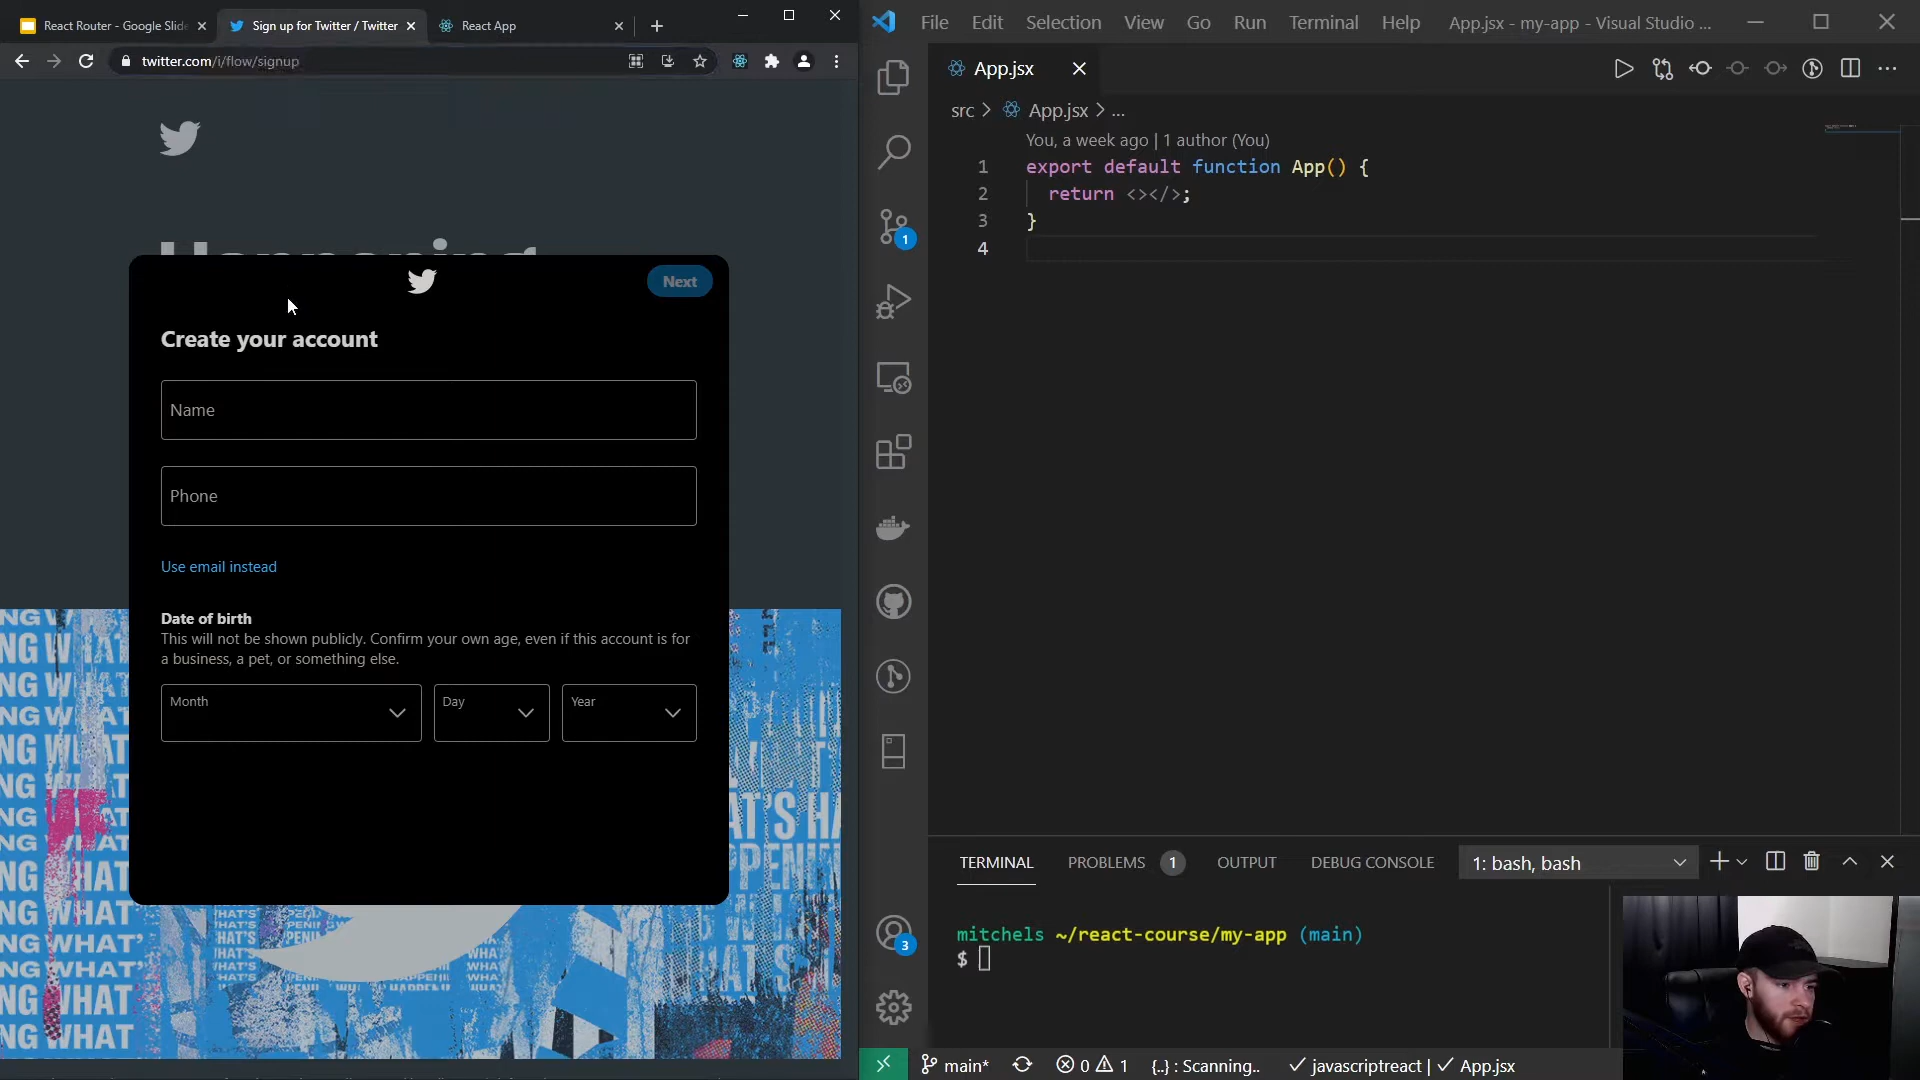 React Router - Google Slide
Sign up for Twitter / Twitter
React App
twitter.com/i/flow/signup
Happening
Next
Create your account
Name
Phone
Use email instead
Date of birth
This will not be shown publicly. Confirm your own age, even if this account is for
a business, a pet, or something else.
Month
Day
Year
File Edit Selection View Go Run Terminal Help
App.jsx - my-app - Visual Studio ...
App.jsx
src > App.jsx > ...
You, a week ago | 1 author (You)
1 export default function App() {
2 return <></>;
3 }
4
1
3
TERMINAL PROBLEMS 1 OUTPUT DEBUG CONSOLE 1: bash, bash
mitchels ~/react-course/my-app (main)
$
main* 0 1 {..} : Scanning.. javascriptreact | App.jsx